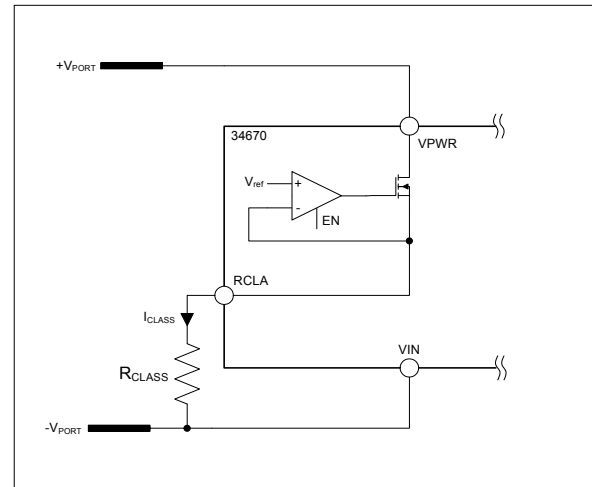 +VPORT
34670
VPWR
Vref
+
-
EN
RCLA
ICLASS
VIN
RCLASS
-VPORT